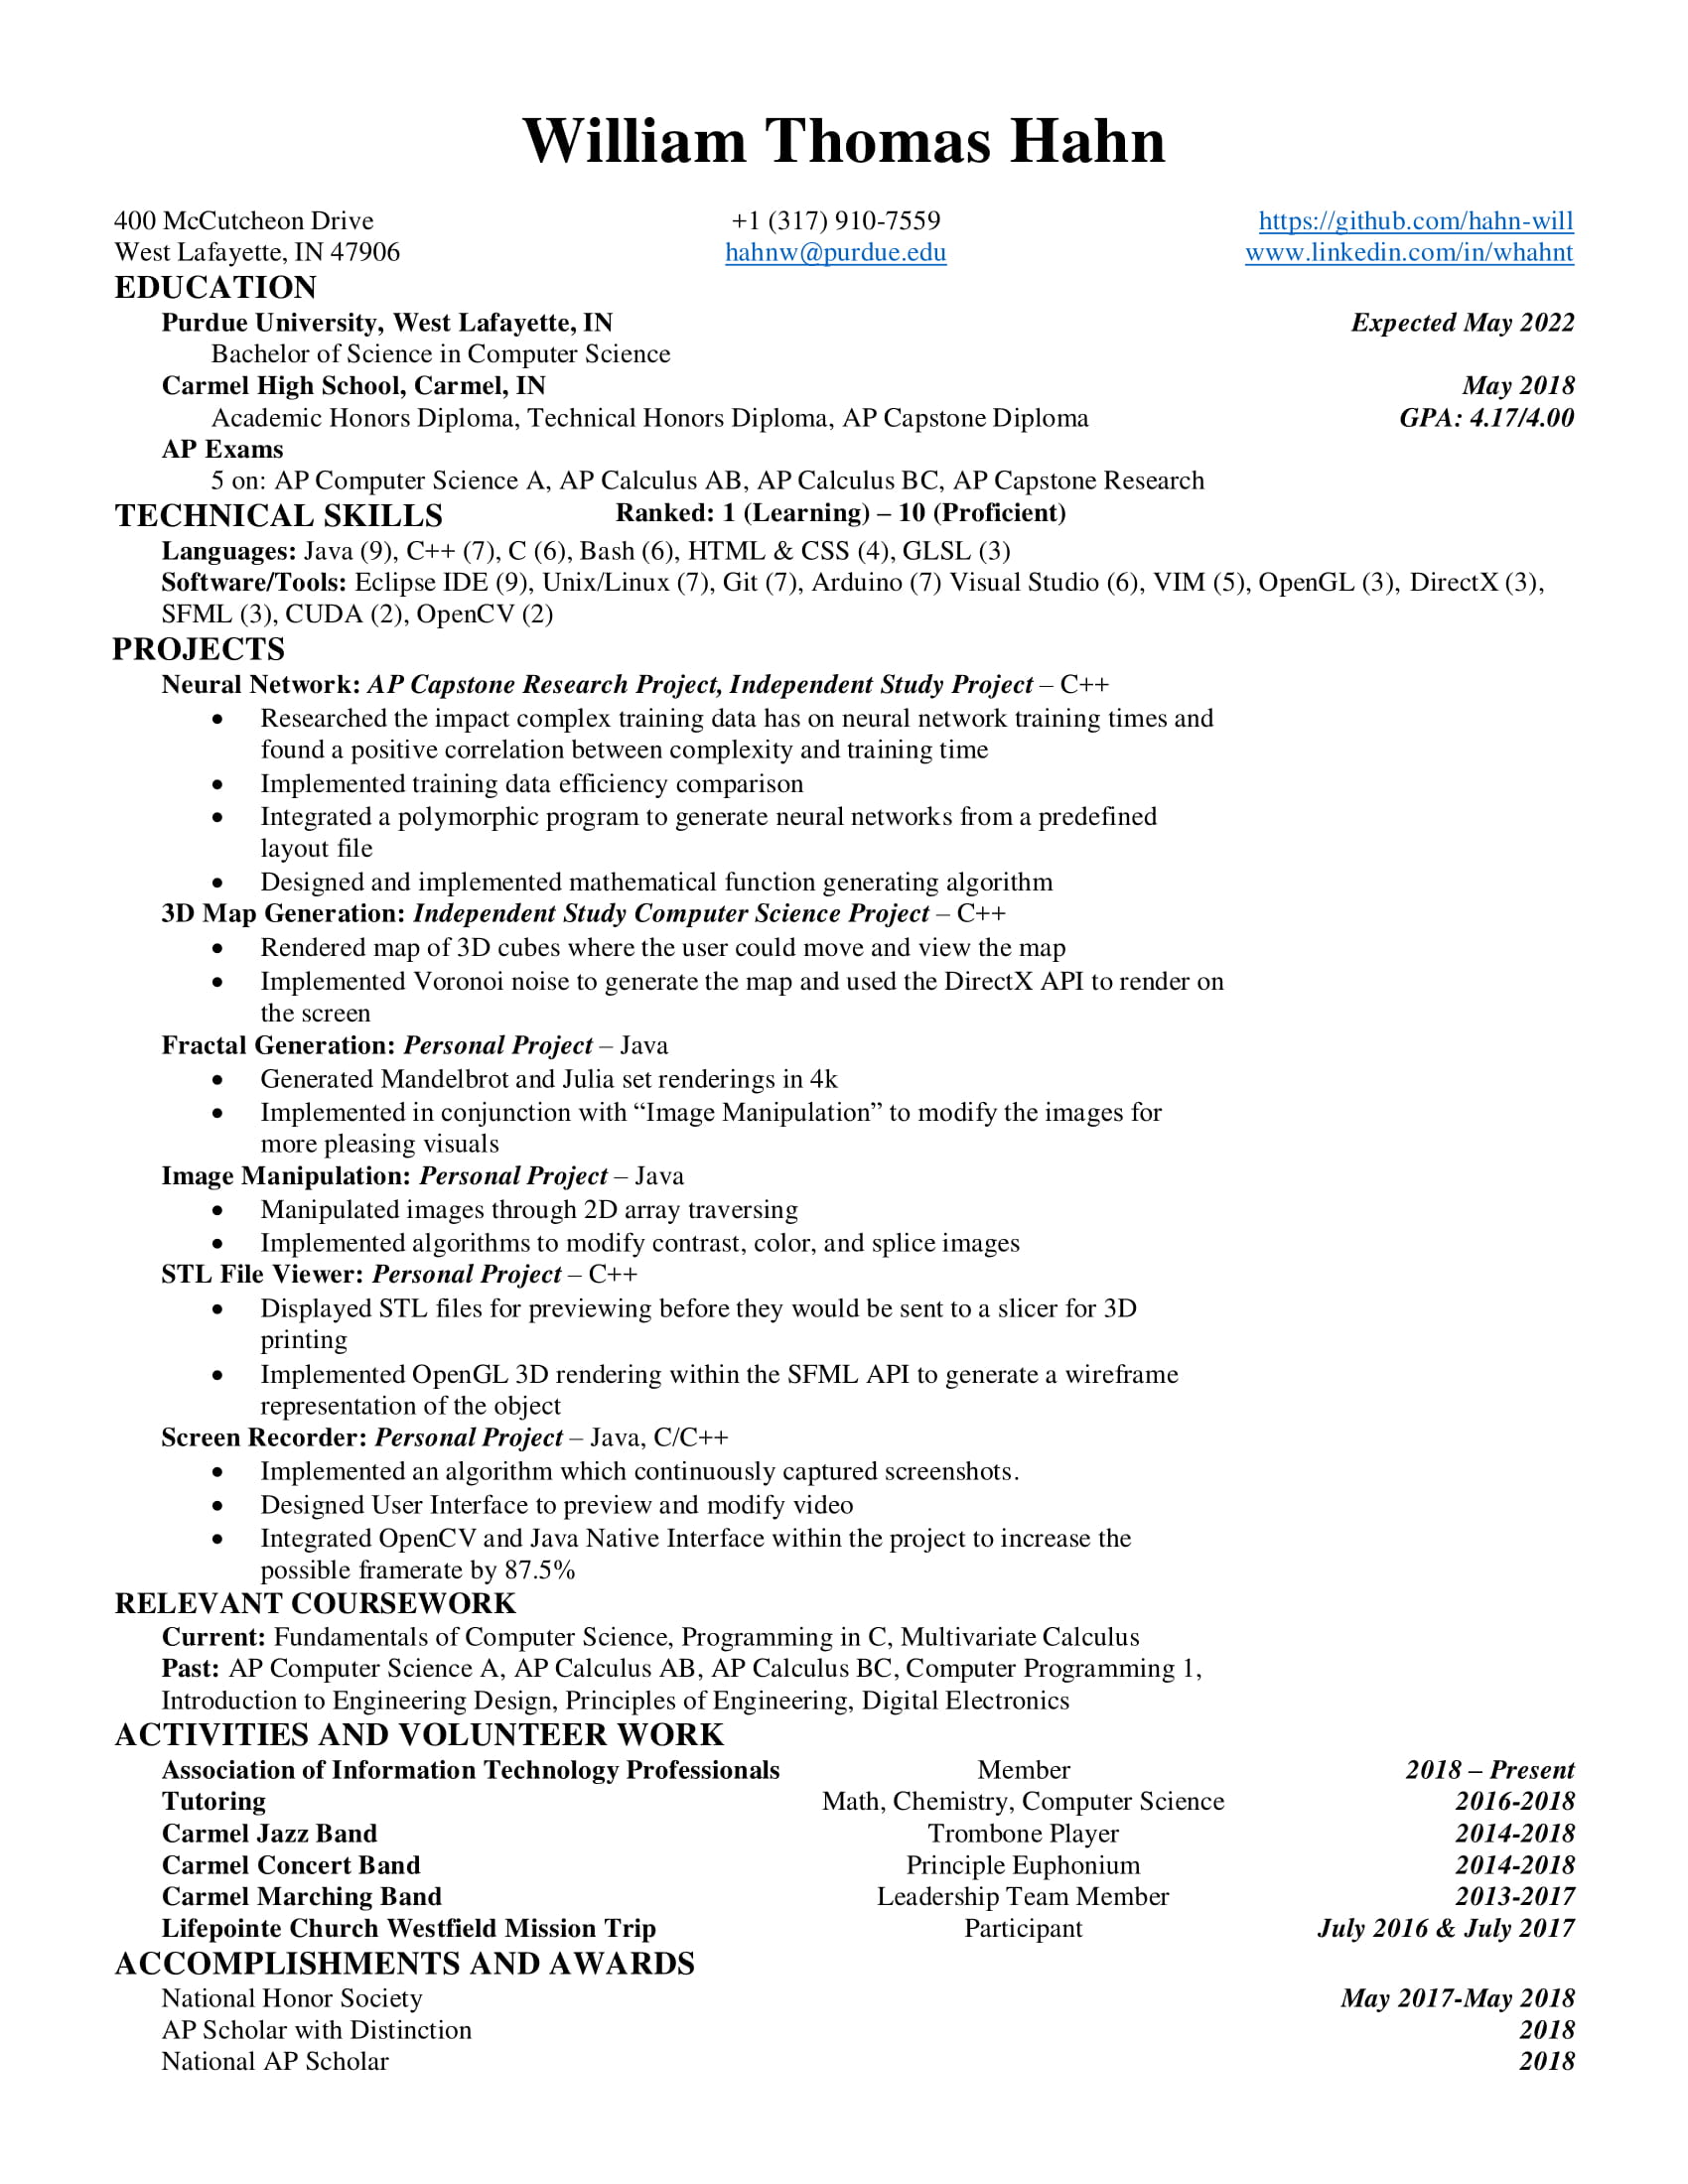 William Thomas Hahn
400 McCutcheon Drive +1 (317) 910-7559 https://github.com/hahn-will
West Lafayette, IN 47906 hahnw@purdue.edu www.linkedin.com/in/whahnt
EDUCATION
Purdue University, West Lafayette, IN Expected May 2022
Bachelor of Science in Computer Science
Carmel High School, Carmel, IN May 2018
Academic Honors Diploma, Technical Honors Diploma, AP Capstone Diploma GPA: 4.17/4.00
AP Exams
5 on: AP Computer Science A, AP Calculus AB, AP Calculus BC, AP Capstone Research
TECHNICAL SKILLS Ranked: 1 (Learning) – 10 (Proficient)
Languages: Java (9), C++ (7), C (6), Bash (6), HTML & CSS (4), GLSL (3)
Software/Tools: Eclipse IDE (9), Unix/Linux (7), Git (7), Arduino (7) Visual Studio (6), VIM (5), OpenGL (3), DirectX (3),
SFML (3), CUDA (2), OpenCV (2)
PROJECTS
Neural Network: AP Capstone Research Project, Independent Study Project – C++
• Researched the impact complex training data has on neural network training times and
found a positive correlation between complexity and training time
• Implemented training data efficiency comparison
• Integrated a polymorphic program to generate neural networks from a predefined
layout file
• Designed and implemented mathematical function generating algorithm
3D Map Generation: Independent Study Computer Science Project – C++
• Rendered map of 3D cubes where the user could move and view the map
• Implemented Voronoi noise to generate the map and used the DirectX API to render on
the screen
Fractal Generation: Personal Project – Java
• Generated Mandelbrot and Julia set renderings in 4k
• Implemented in conjunction with “Image Manipulation” to modify the images for
more pleasing visuals
Image Manipulation: Personal Project – Java
• Manipulated images through 2D array traversing
• Implemented algorithms to modify contrast, color, and splice images
STL File Viewer: Personal Project – C++
• Displayed STL files for previewing before they would be sent to a slicer for 3D
printing
• Implemented OpenGL 3D rendering within the SFML API to generate a wireframe
representation of the object
Screen Recorder: Personal Project – Java, C/C++
• Implemented an algorithm which continuously captured screenshots.
• Designed User Interface to preview and modify video
• Integrated OpenCV and Java Native Interface within the project to increase the
possible framerate by 87.5%
RELEVANT COURSEWORK
Current: Fundamentals of Computer Science, Programming in C, Multivariate Calculus
Past: AP Computer Science A, AP Calculus AB, AP Calculus BC, Computer Programming 1,
Introduction to Engineering Design, Principles of Engineering, Digital Electronics
ACTIVITIES AND VOLUNTEER WORK
Association of Information Technology Professionals Member 2018 – Present
Tutoring Math, Chemistry, Computer Science 2016-2018
Carmel Jazz Band Trombone Player 2014-2018
Carmel Concert Band Principle Euphonium 2014-2018
Carmel Marching Band Leadership Team Member 2013-2017
Lifepointe Church Westfield Mission Trip Participant July 2016 & July 2017
ACCOMPLISHMENTS AND AWARDS
National Honor Society May 2017-May 2018
AP Scholar with Distinction 2018
National AP Scholar 2018